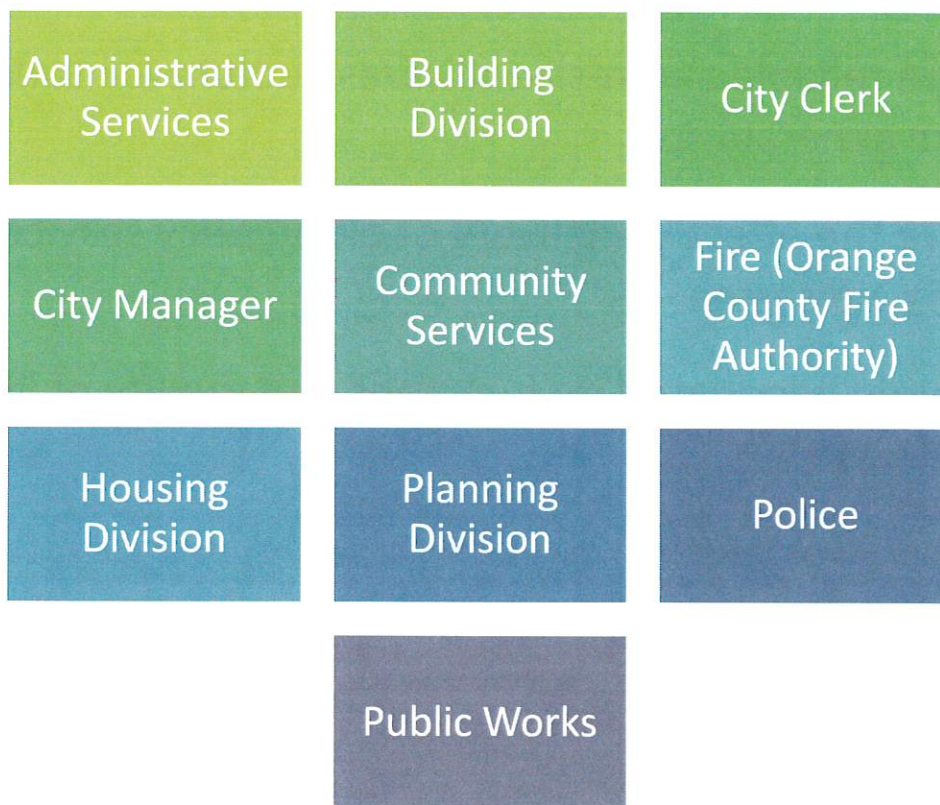 Administrative
Services
Building
Division
City Clerk
City Manager
Community
Services
Fire (Orange
County Fire
Authority)
Housing
Division
Planning
Division
Police
Public Works